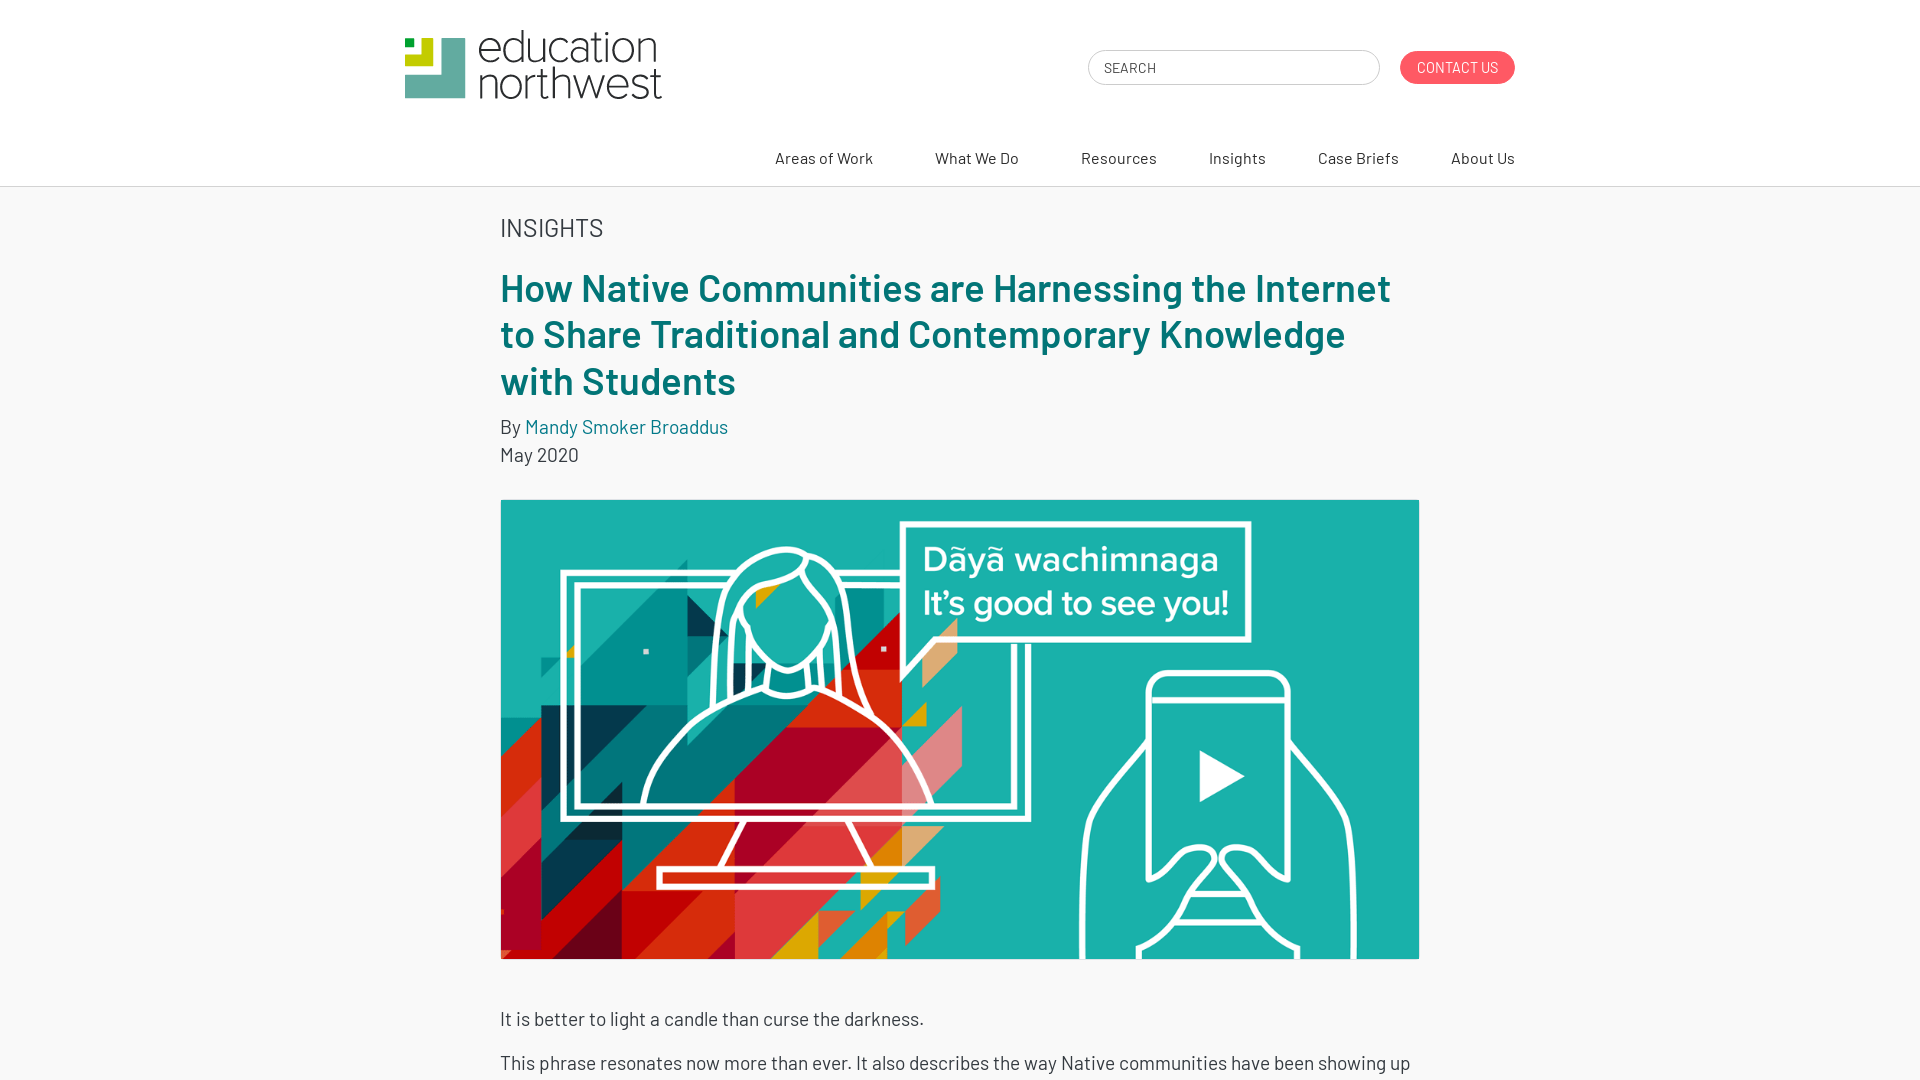 education
northwest
SEARCH
CONTACT US
Areas of Work
What We Do
Resources
Insights
Case Briefs
About Us
INSIGHTS
How Native Communities are Harnessing the Internet
to Share Traditional and Contemporary Knowledge
with Students
By Mandy Smoker Broaddus
May 2020
Dãyã wachimnaga
It’s good to see you!
It is better to light a candle than curse the darkness.
This phrase resonates now more than ever. It also describes the way Native communities have been showing up